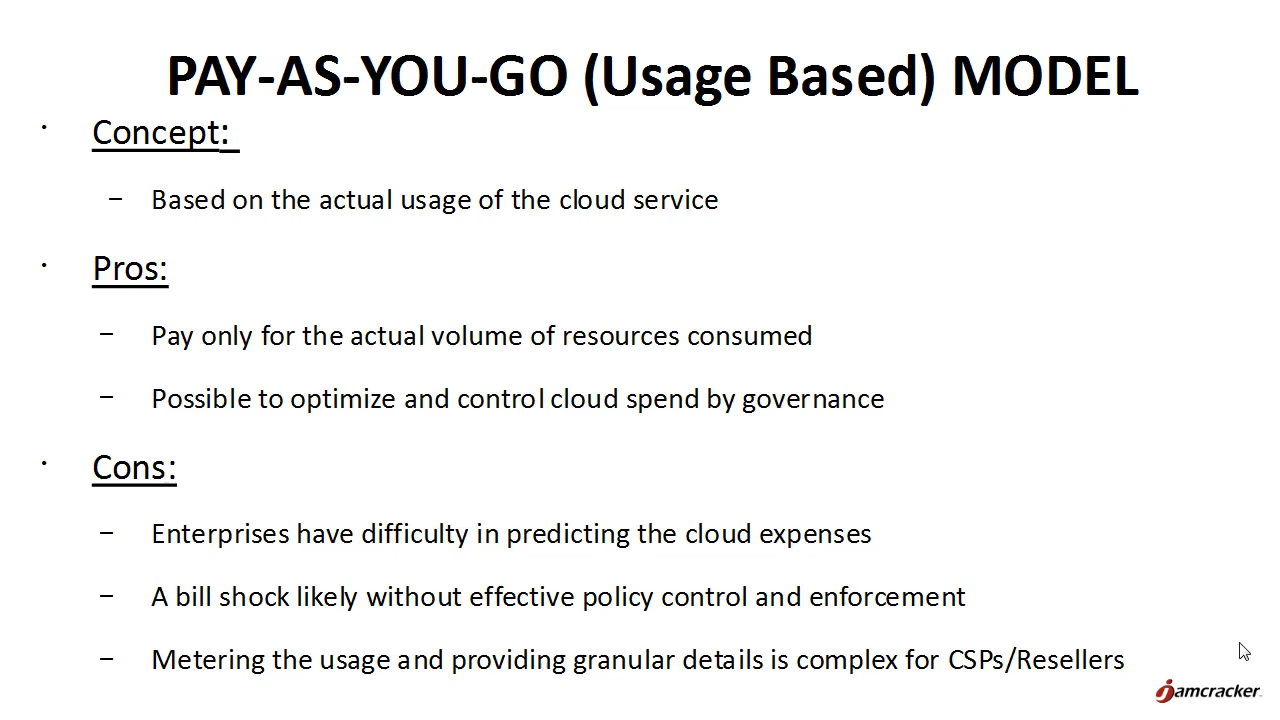 PAY-AS-YOU-GO (Usage Based) MODEL
• Concept:
– Based on the actual usage of the cloud service
• Pros:
– Pay only for the actual volume of resources consumed
– Possible to optimize and control cloud spend by governance
• Cons:
– Enterprises have difficulty in predicting the cloud expenses
– A bill shock likely without effective policy control and enforcement
– Metering the usage and providing granular details is complex for CSPs/Resellers
jamcracker